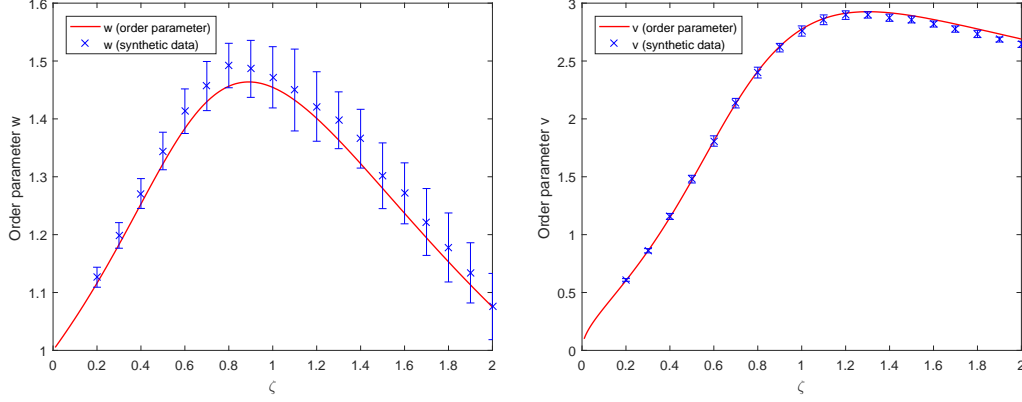 1.6
1.5
1.4
1.3
1.2
1.1
1
Order parameter w
w (order parameter)
w (synthetic data)
0.2 0.4 0.6 0.8 1 1.2 1.4 1.6 1.8 2
ζ
3
2.5
2
1.5
1
0.5
0
Order parameter v
v (order parameter)
v (synthetic data)
0.2 0.4 0.6 0.8 1 1.2 1.4 1.6 1.8 2
ζ